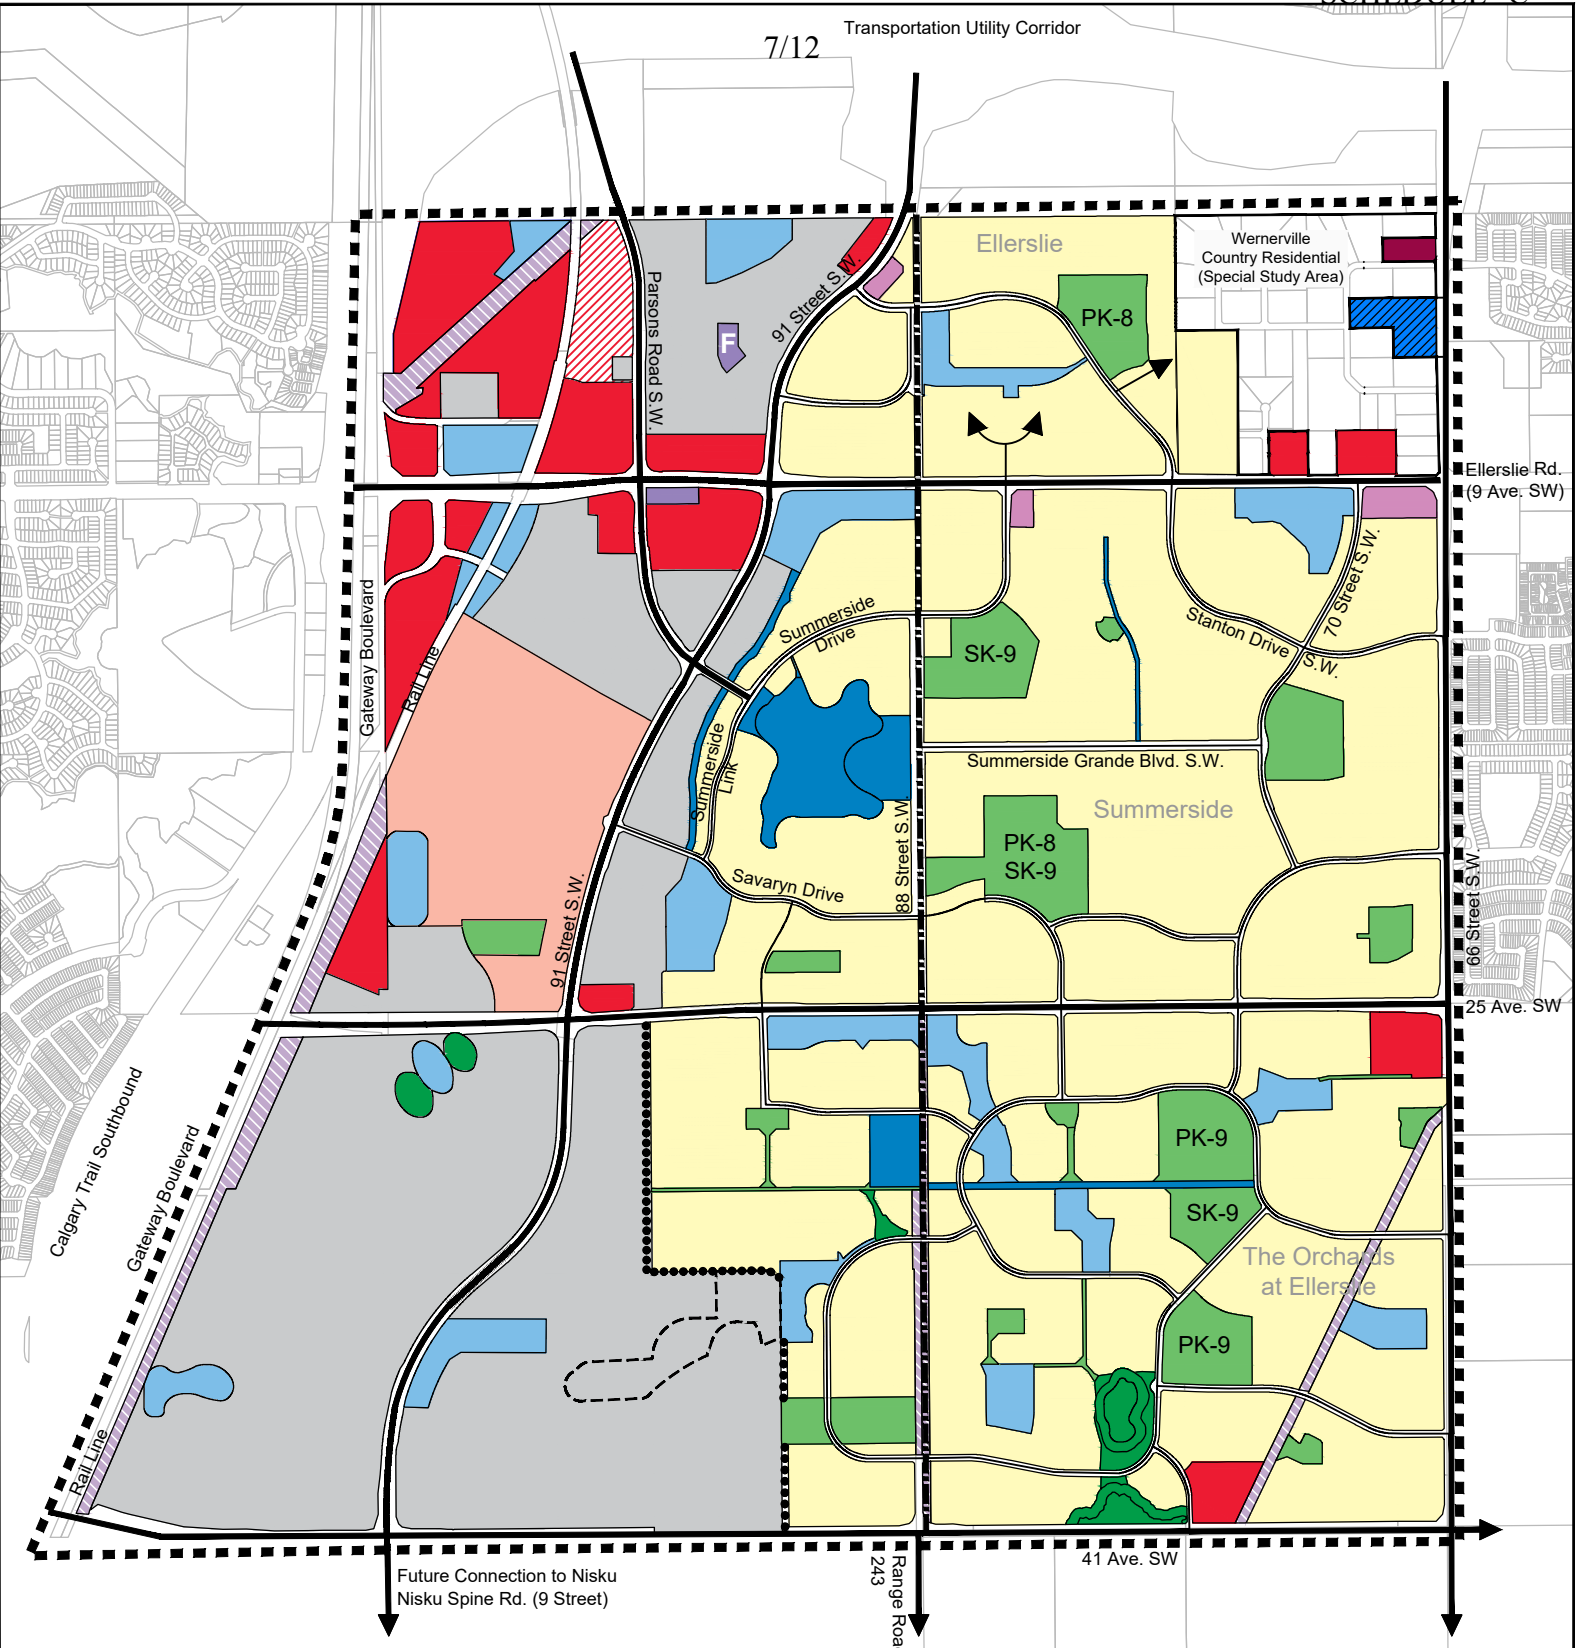 SCHEDULE "C"
7/12
Transportation Utility Corridor
Ellerslie
Wernerville
Country Residential
(Special Study Area)
Parsons Road S.W.
91 Street S.W.
F
PK-8
Ellerslie Rd.
(9 Ave. SW)
Gateway Boulevard
Rail Line
Summerside
Drive
SK-9
Stanton Drive
S.W.
70 Street S.W.
Summerside
Link
Summerside Grande Blvd. S.W.
Summerside
PK-8
SK-9
88 Street S.W.
Savaryn Drive
91 Street S.W.
66 Street S.W.
25 Ave. SW
Calgary Trail Southbound
Gateway Boulevard
PK-9
SK-9
The Orchards
at Ellerslie
PK-9
Rail Line
41 Ave. SW
Future Connection to Nisku
Nisku Spine Rd. (9 Street)
Range Roa
243